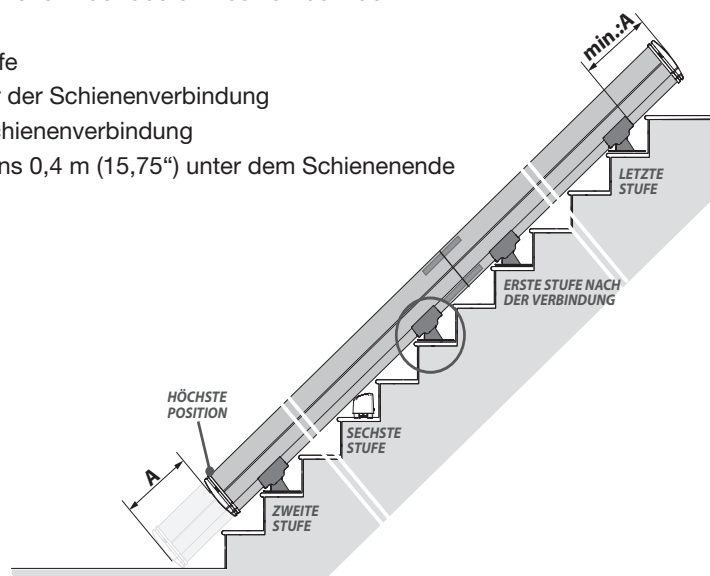 fe
der Schienenverbindung
chienenverbindung
ns 0,4 m (15,75“) unter dem Schienenende
min.:A
LETZTE
STUFE
ERSTE STUFE NACH
DER VERBINDUNG
HÖCHSTE
POSITION
SECHSTE
STUFE
A
ZWEITE
STUFE